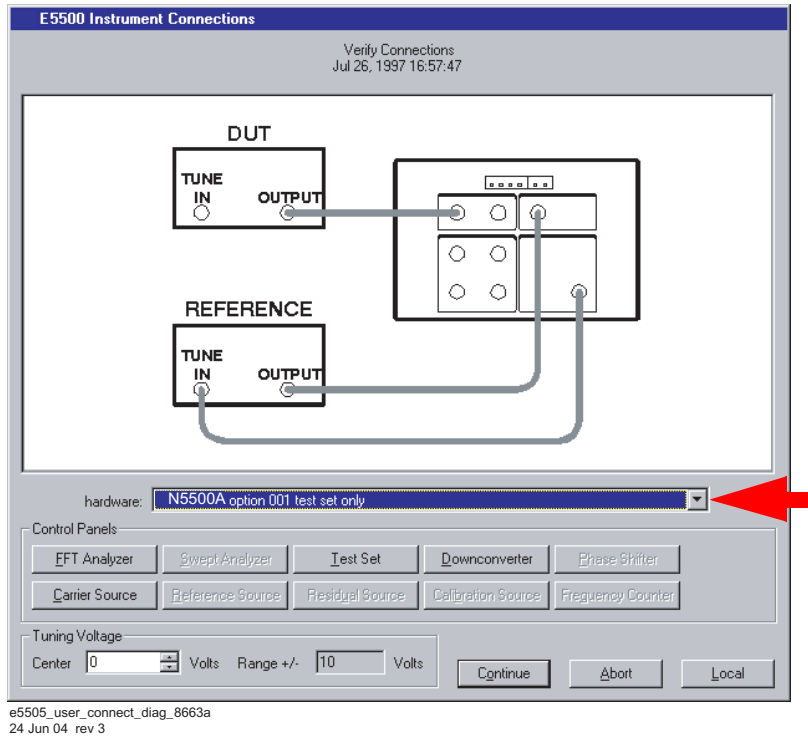 E5500 Instrument Connections
Verify Connections
Jul 26, 1997 16:57:47
DUT
TUNE
IN OUTPUT
REFERENCE
TUNE
IN OUTPUT
hardware: N5500A option 001 test set only
Control Panels
FFT Analyzer Swept Analyzer Test Set Downconverter Phase Shifter
Carrier Source Reference Source Residual Source Calibration Source Frequency Counter
Tuning Voltage
Center 0 Volts Range +/- 10 Volts Continue Abort Local
e5505_user_connect_diag_8663a
24 Jun 04 rev 3